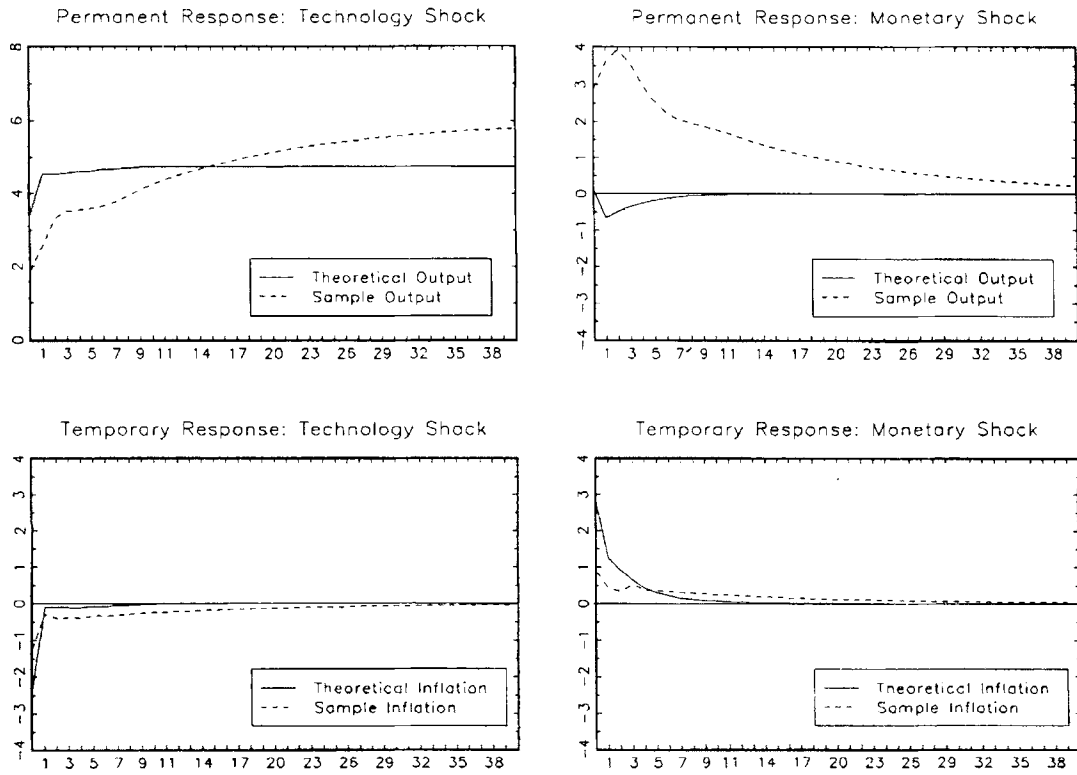 Permanent Response: Technology Shock
8
6
4
2
0
Theoretical Output
Sample Output
1 3 5 7 9 11 14 17 20 23 26 29 32 35 38
Permanent Response: Monetary Shock
4
3
2
1
0
-1
-2
-3
-4
Theoretical Output
Sample Output
1 3 5 7 9 11 14 17 20 23 26 29 32 35 38
Temporary Response: Technology Shock
4
3
2
1
0
-1
-2
-3
-4
Theoretical Inflation
Sample Inflation
1 3 5 7 9 11 14 17 20 23 26 29 32 35 38
Temporary Response: Monetary Shock
4
3
2
1
0
-1
-2
-3
-4
Theoretical Inflation
Sample Inflation
1 3 5 7 9 11 14 17 20 23 26 29 32 35 38